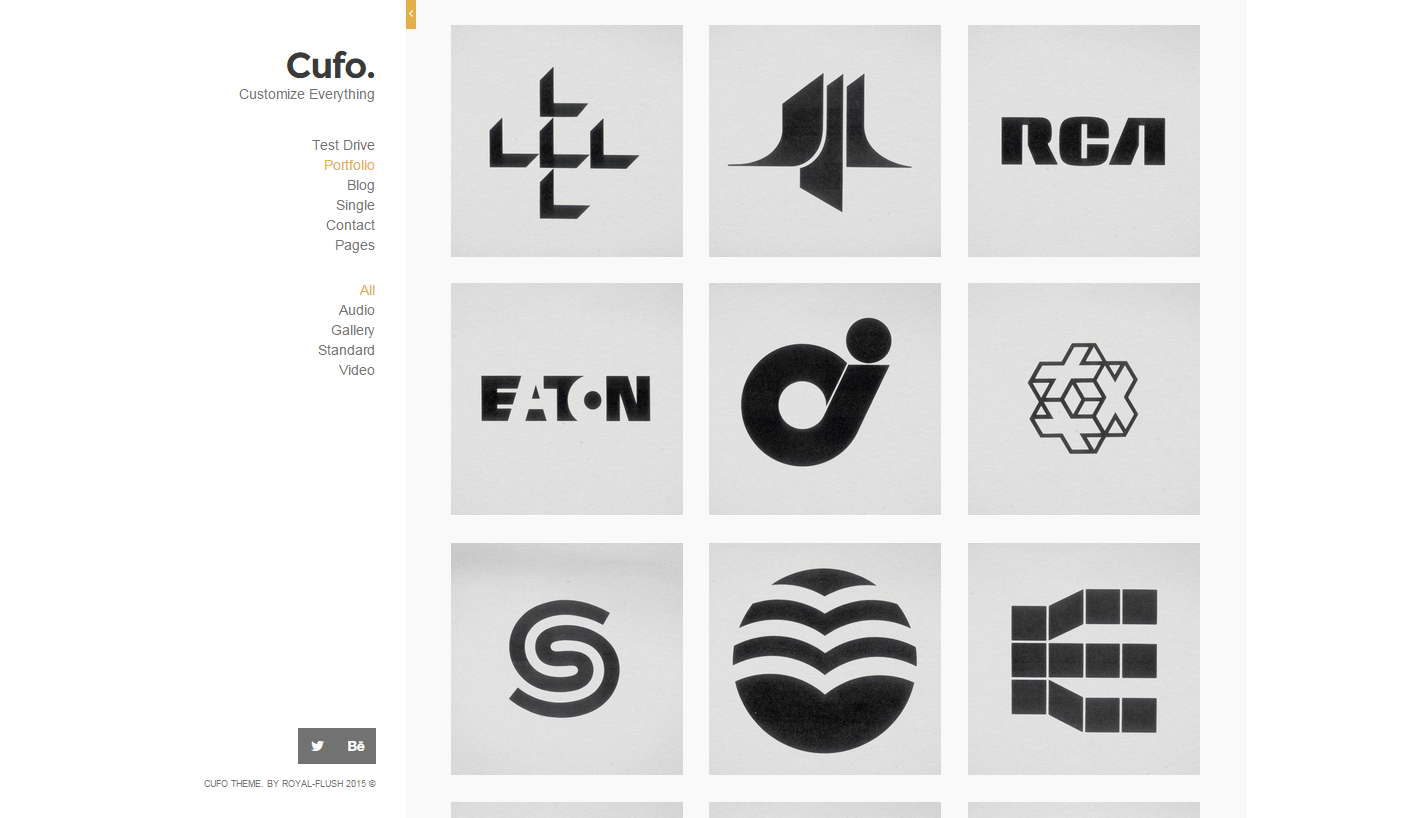 Cufo.
Customize Everything
Test Drive
Portfolio
Blog
Single
Contact
Pages
All
Audio
Gallery
Standard
Video
Bē
CUFO THEME. BY ROYAL-FLUSH 2015 ©
RCA
EATON